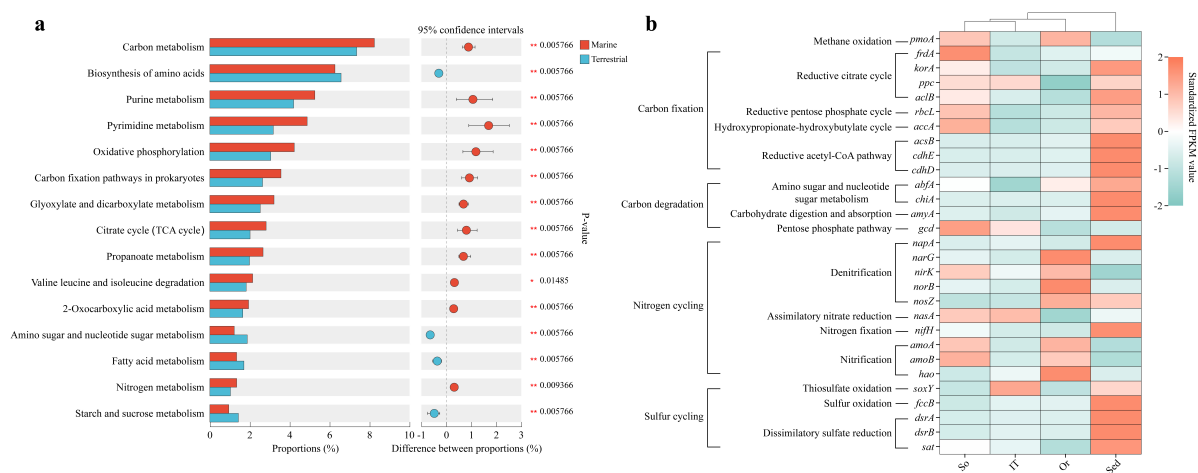 a
95% confidence intervals
Marine
Terrestrial
Carbon metabolism
** 0.005766
Biosynthesis of amino acids
** 0.005766
Purine metabolism
** 0.005766
Pyrimidine metabolism
** 0.005766
Oxidative phosphorylation
** 0.005766
Carbon fixation pathways in prokaryotes
** 0.005766
Glyoxylate and dicarboxylate metabolism
** 0.005766
Citrate cycle (TCA cycle)
** 0.005766
Propanoate metabolism
** 0.005766
Valine leucine and isoleucine degradation
* 0.01485
2-Oxocarboxylic acid metabolism
** 0.005766
Amino sugar and nucleotide sugar metabolism
** 0.005766
Fatty acid metabolism
** 0.005766
Nitrogen metabolism
** 0.009366
Starch and sucrose metabolism
** 0.005766
P-value
0 2 4 6 8 10
-1 0 1 2 3
Proportions (%)
Difference between proportions (%)
b
Methane oxidation
pmoA
Carbon fixation
Reductive citrate cycle
frdA
korA
ppc
aclB
Reductive pentose phosphate cycle
rbcL
Hydroxypropionate-hydroxybutylate cycle
accA
Reductive acetyl-CoA pathway
acsB
cdhE
cdhD
Carbon degradation
Amino sugar and nucleotide
sugar metabolism
abfA
chiA
Carbohydrate digestion and absorption
amyA
Pentose phosphate pathway
gcd
Nitrogen cycling
Denitrification
napA
narG
nirK
norB
nosZ
Assimilatory nitrate reduction
nasA
Nitrogen fixation
nifH
Nitrification
amoA
amoB
hao
Sulfur cycling
Thiosulfate oxidation
soxY
Sulfur oxidation
fccB
Dissimilatory sulfate reduction
dsrA
dsrB
sat
So
IT
Or
Sed
2
1
0
-1
-2
Standardized FPKM value